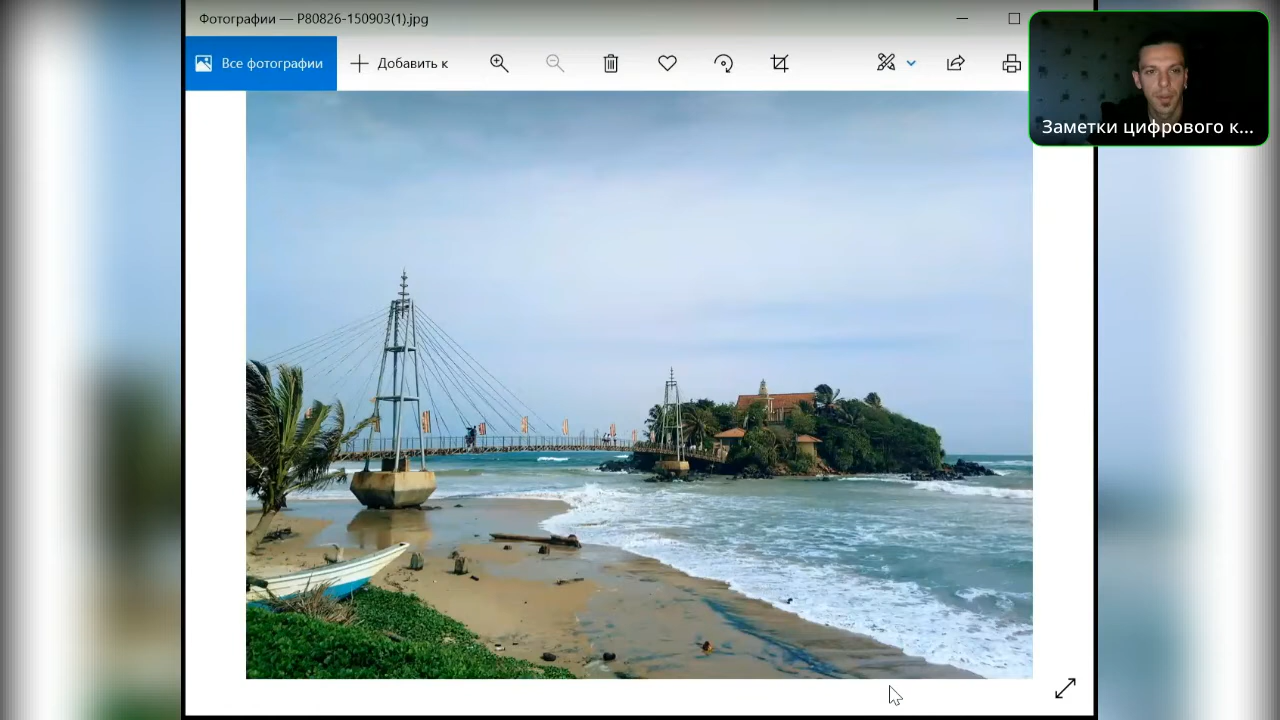 Фотографии — P80826-150903(1).jpg
Все фотографии
Добавить к
Заметки цифрового к...